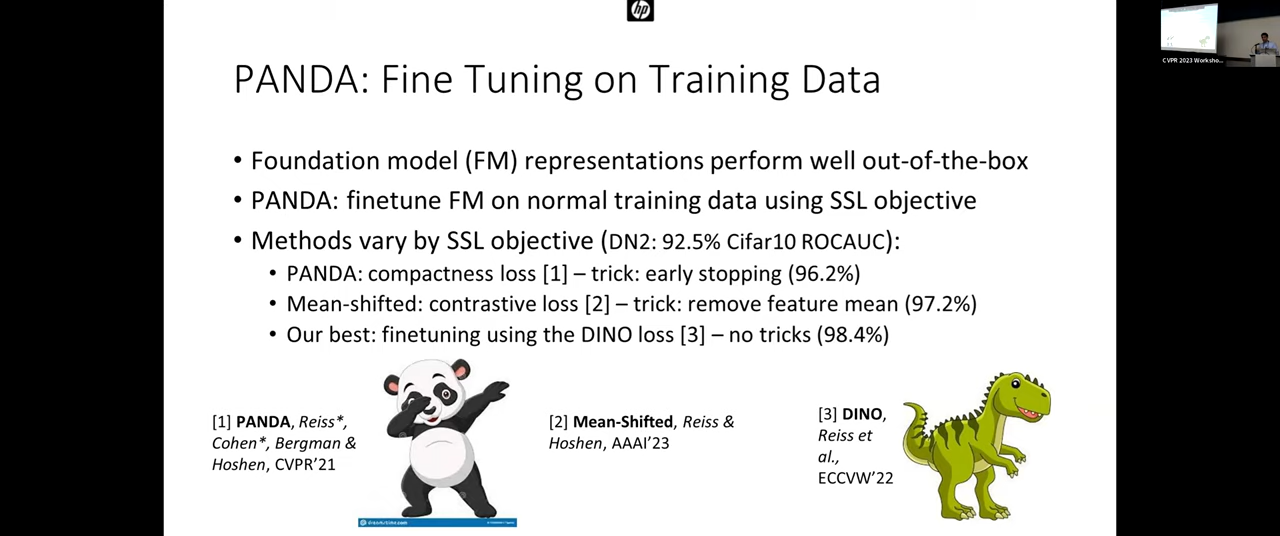 hp
CVPR 2023 Worksho...
PANDA: Fine Tuning on Training Data
• Foundation model (FM) representations perform well out-of-the-box
• PANDA: finetune FM on normal training data using SSL objective
• Methods vary by SSL objective (DN2: 92.5% Cifar10 ROCAUC):
• PANDA: compactness loss [1] – trick: early stopping (96.2%)
• Mean-shifted: contrastive loss [2] – trick: remove feature mean (97.2%)
• Our best: finetuning using the DINO loss [3] – no tricks (98.4%)
[1] PANDA, Reiss*,
Cohen*, Bergman &
Hoshen, CVPR’21
[2] Mean-Shifted, Reiss &
Hoshen, AAAI’23
[3] DINO,
Reiss et
al.,
ECCVW’22
dreamstime.com